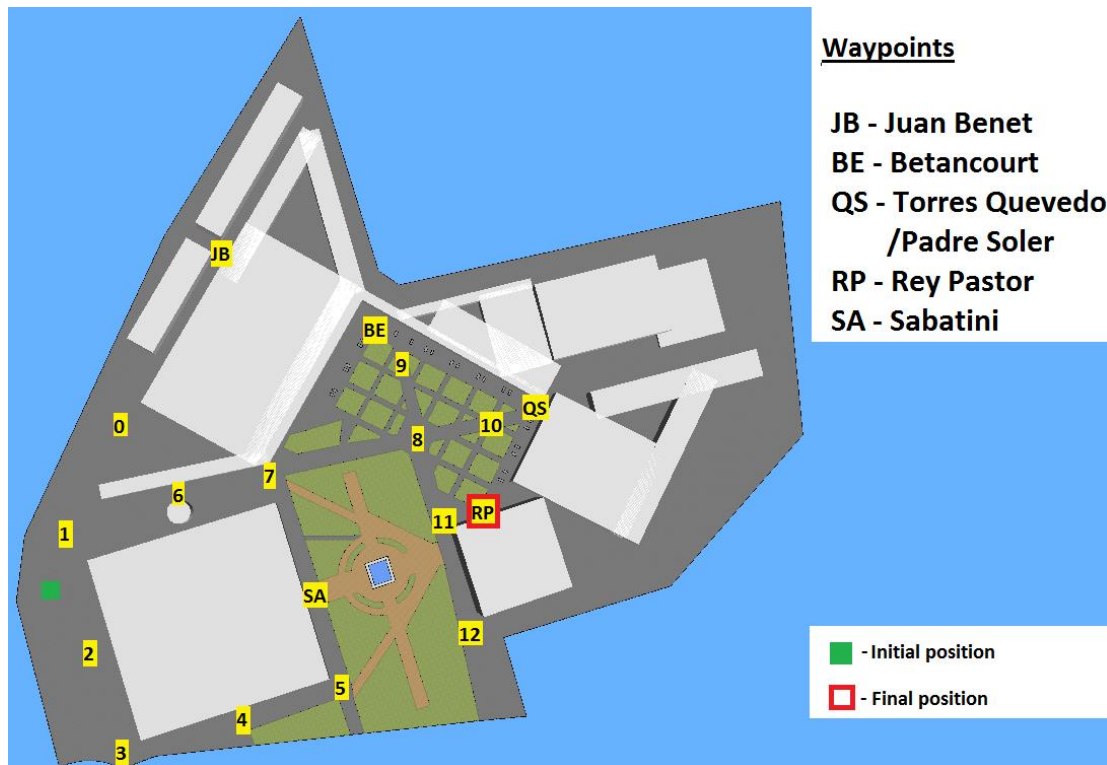 Waypoints
JB - Juan Benet
BE - Betancourt
QS - Torres Quevedo
/Padre Soler
RP - Rey Pastor
SA - Sabatini
JB
BE
9
QS
0
10
8
7
6
RP
11
1
SA
12
2
5
4
3
- Initial position
- Final position